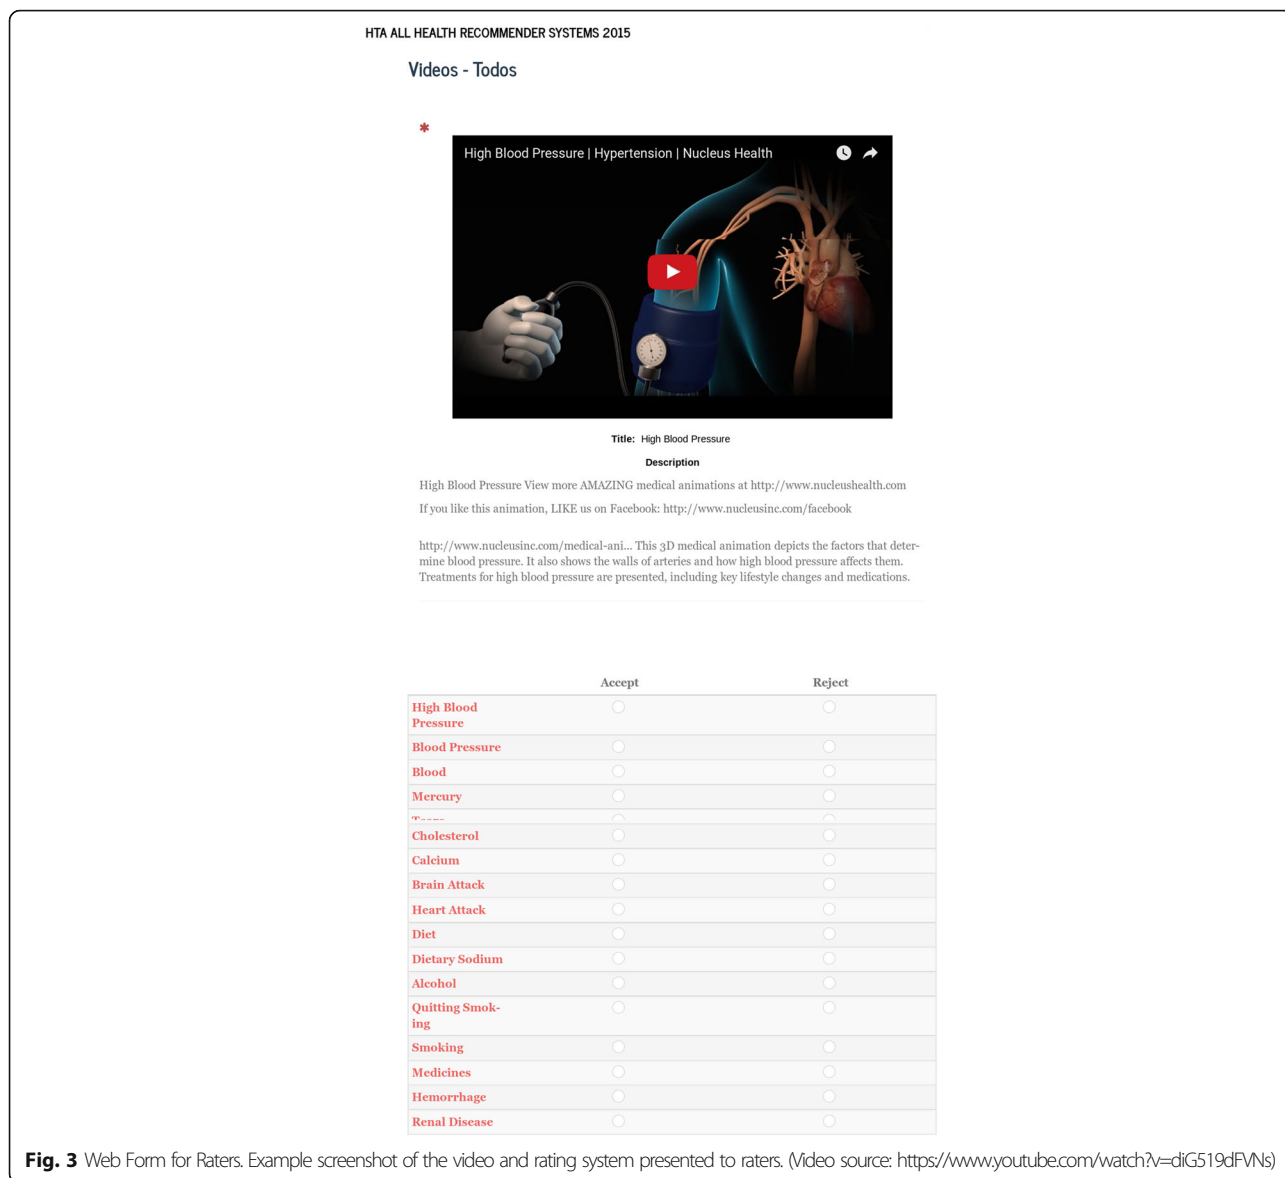 HTA ALL HEALTH RECOMMENDER SYSTEMS 2015
Videos - Todos
*
High Blood Pressure | Hypertension | Nucleus Health
Title: High Blood Pressure
Description
High Blood Pressure View more AMAZING medical animations at http://www.nucleushealth.com
If you like this animation, LIKE us on Facebook: http://www.nucleusinc.com/facebook
http://www.nucleusinc.com/medical-ani... This 3D medical animation depicts the factors that deter-
mine blood pressure. It also shows the walls of arteries and how high blood pressure affects them.
Treatments for high blood pressure are presented, including key lifestyle changes and medications.
Accept Reject
High Blood
Pressure
Blood Pressure
Blood
Mercury
Cholesterol
Calcium
Brain Attack
Heart Attack
Diet
Dietary Sodium
Alcohol
Quitting Smok-
ing
Smoking
Medicines
Hemorrhage
Renal Disease
Fig. 3 Web Form for Raters. Example screenshot of the video and rating system presented to raters. (Video source: https://www.youtube.com/watch?v=diG519dFVNs)